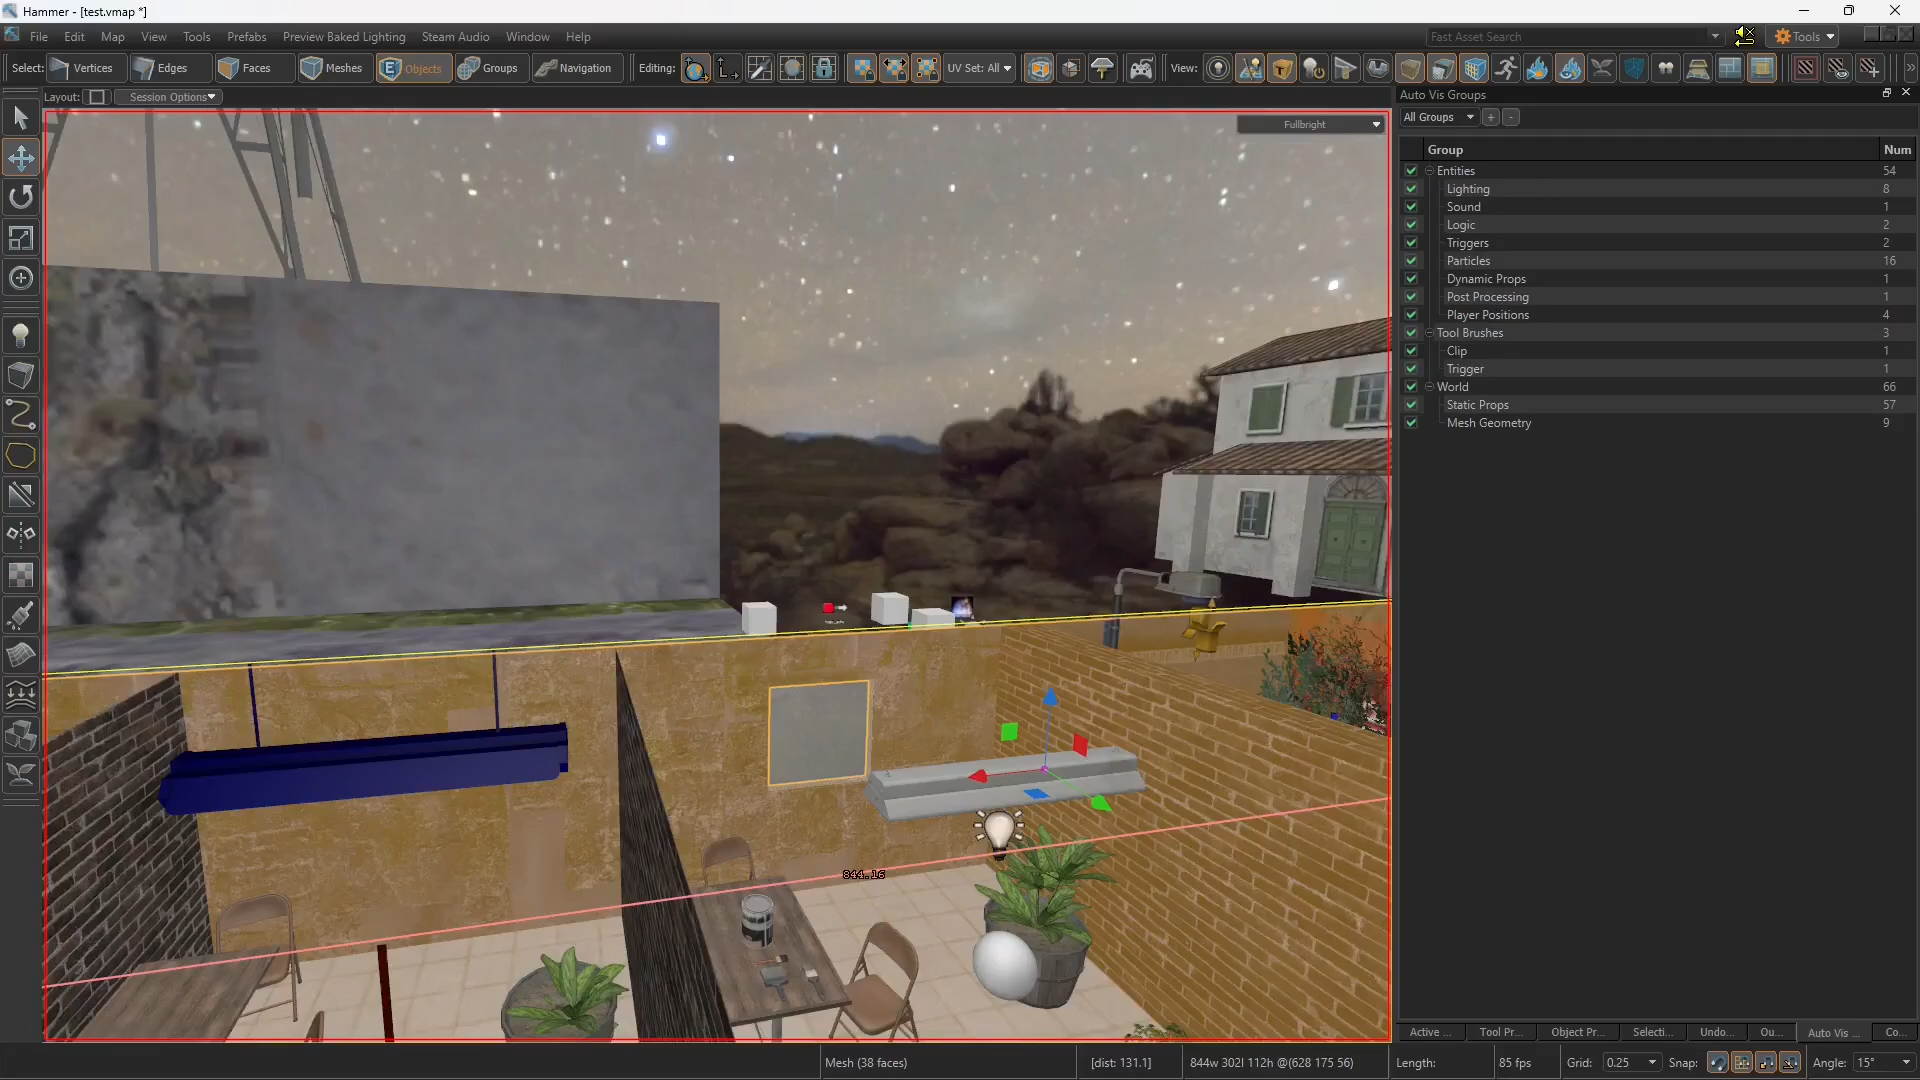 Hammer - [test.vmap *]
File Edit Map View Tools Prefabs Preview Baked Lighting Steam Audio Window Help
Fast Asset Search
Tools
Select: Vertices Edges Faces Meshes Objects Groups Navigation Editing: UV Set: All View:
Layout: Session Options
Auto Vis Groups
Fullbright
All Groups + -
Group Num
Entities 54
Lighting 8
Sound 1
Logic 2
Triggers 2
Particles 16
Dynamic Props 1
Post Processing 1
Player Positions 4
Tool Brushes 3
Clip 1
Trigger 1
World 66
Static Props 57
Mesh Geometry 9
844.16
Active ... Tool Pr... Object Pr... Selecti... Undo... Ou... Auto Vis ... Co...
Mesh (38 faces) [dist: 131.1] 844w 302l 112h @(628 175 56) Length: 85 fps Grid: 0.25 Snap: Angle: 15°